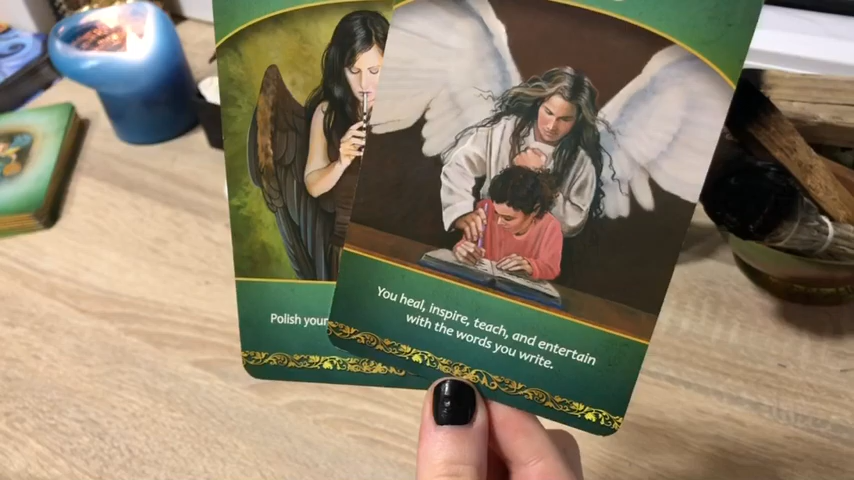 Polish your
You heal, inspire, teach, and entertain
with the words you write.